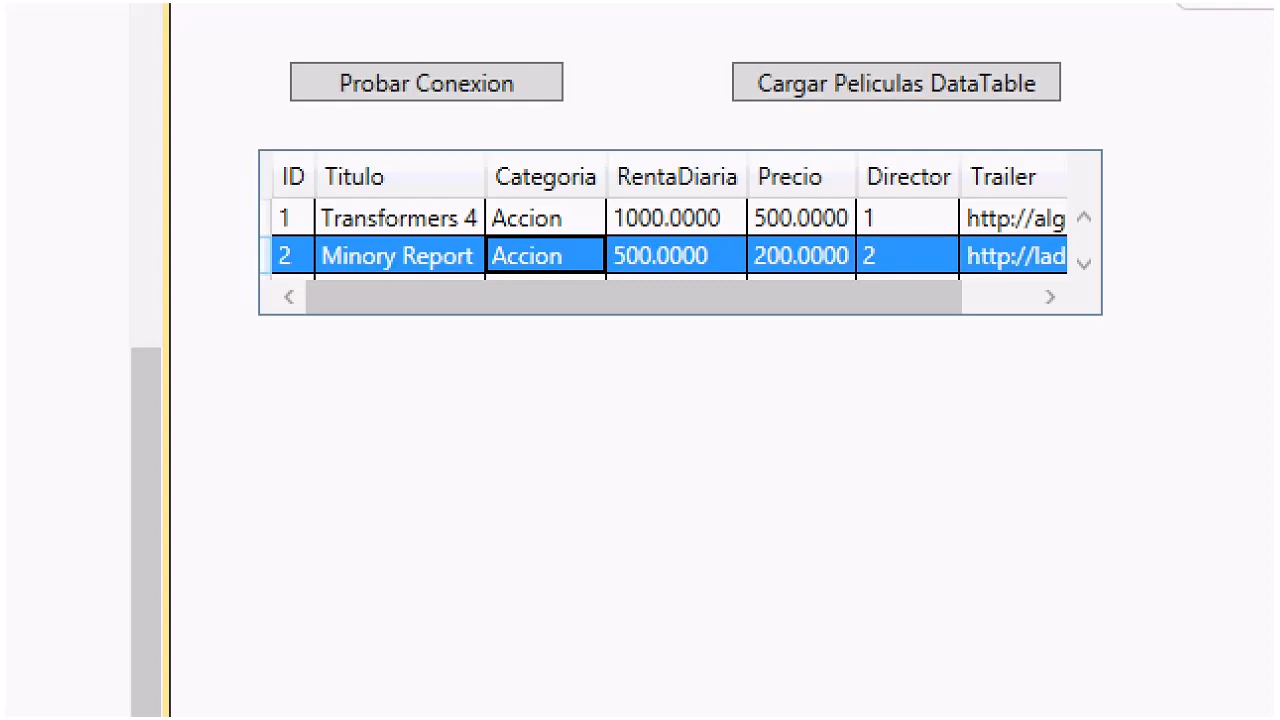 Probar Conexion Cargar Peliculas DataTable
ID Titulo Categoria RentaDiaria Precio Director Trailer
1 Transformers 4 Accion 1000.0000 500.0000 1 http://alg
2 Minory Report Accion 500.0000 200.0000 2 http://lad